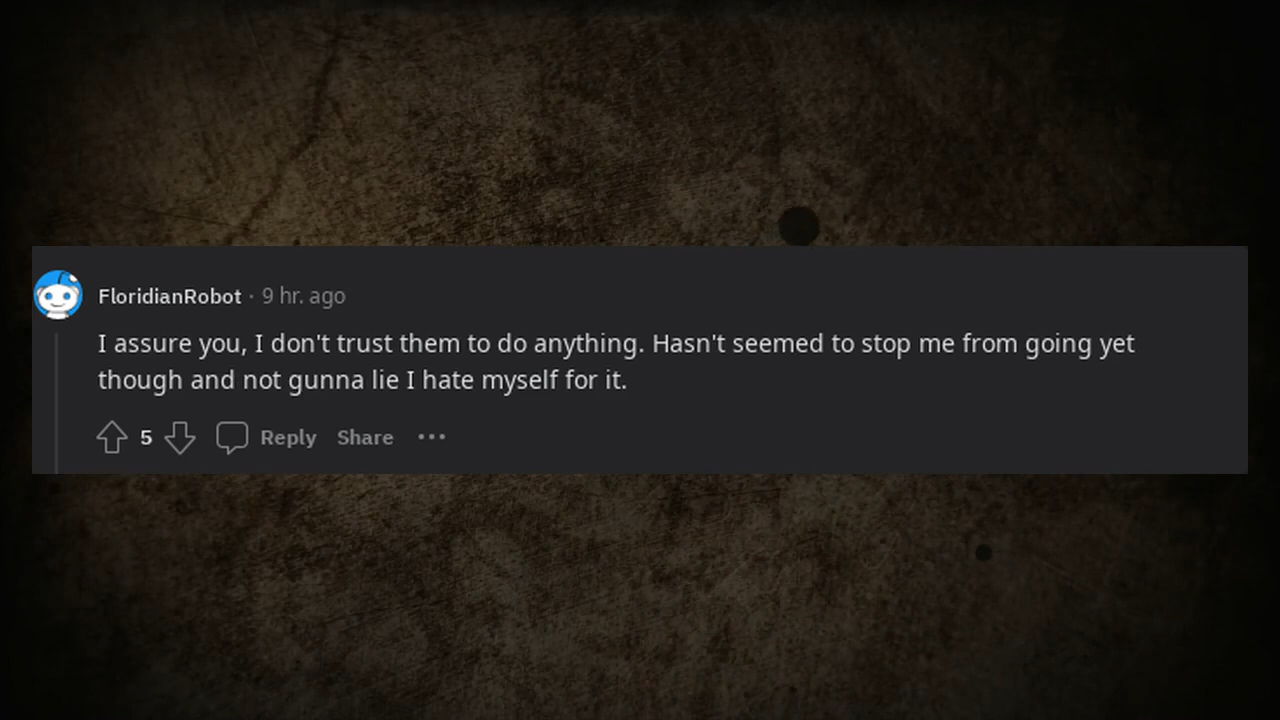 FloridianRobot · 9 hr. ago
I assure you, I don't trust them to do anything. Hasn't seemed to stop me from going yet
though and not gunna lie I hate myself for it.
5 Reply Share ...